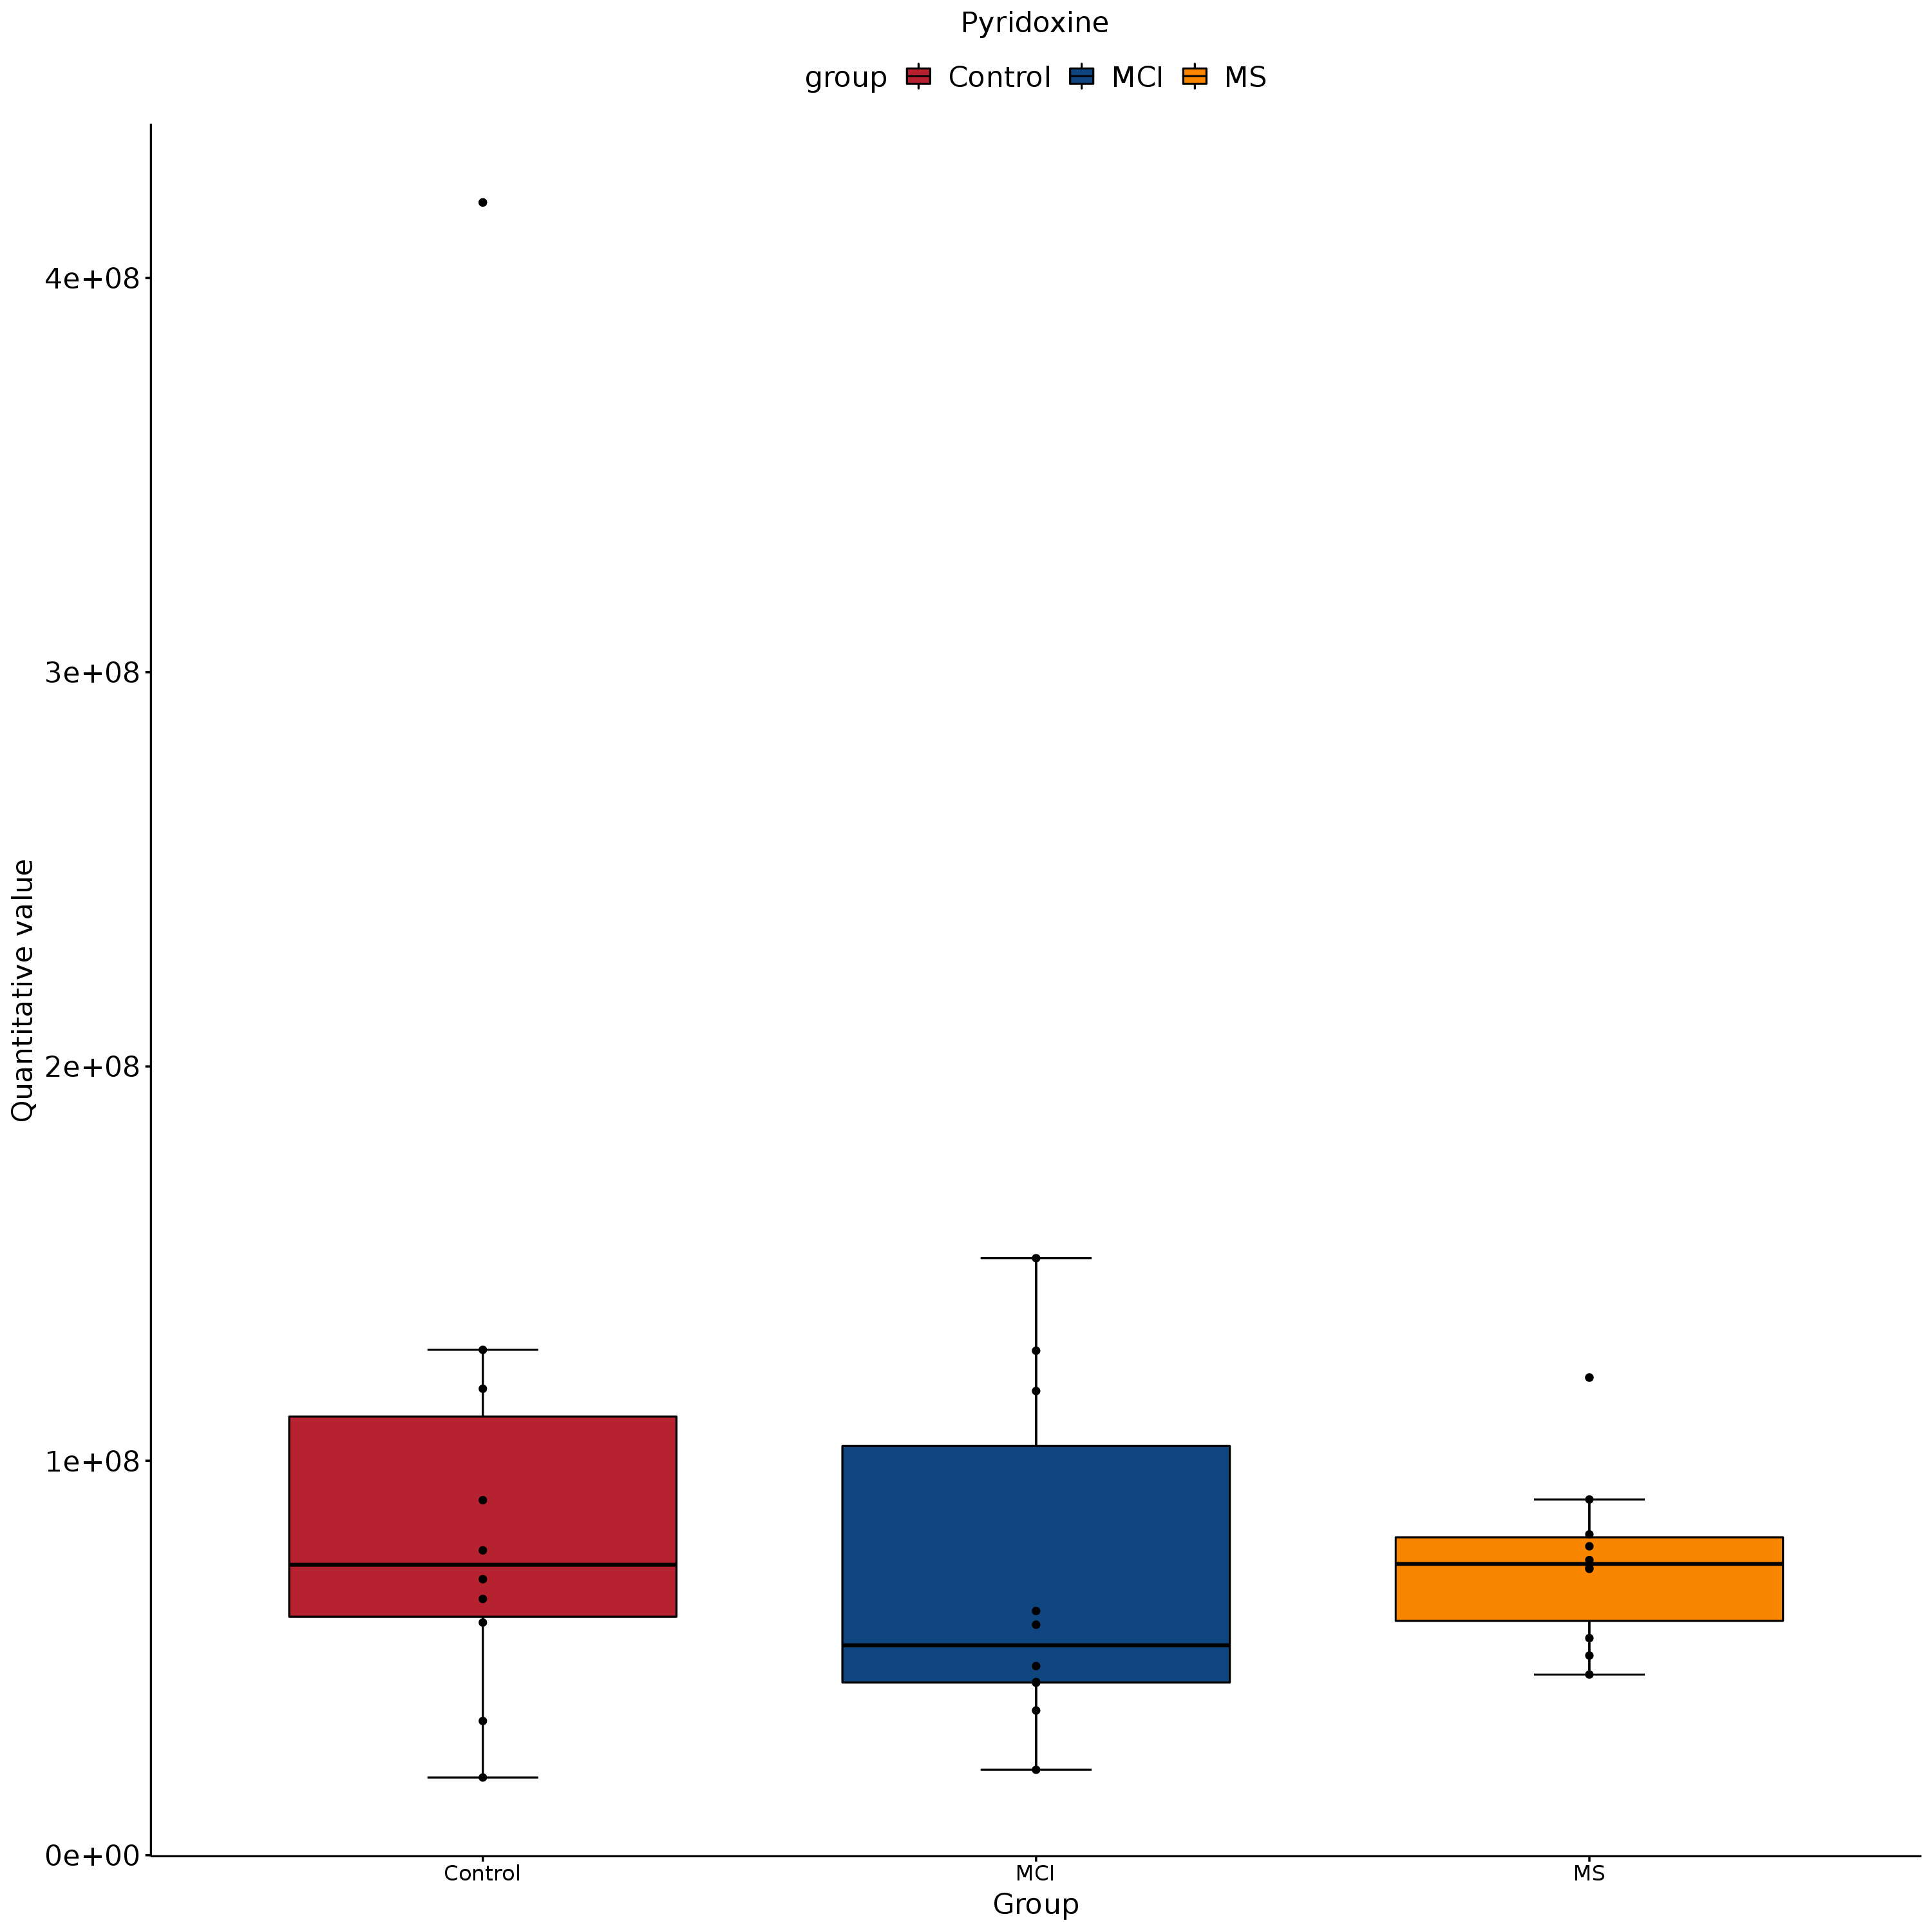 Pyridoxine
group Control MCI MS
4e+08
3e+08
2e+08
1e+08
0e+00
Quantitative value
Control MCI MS
Group